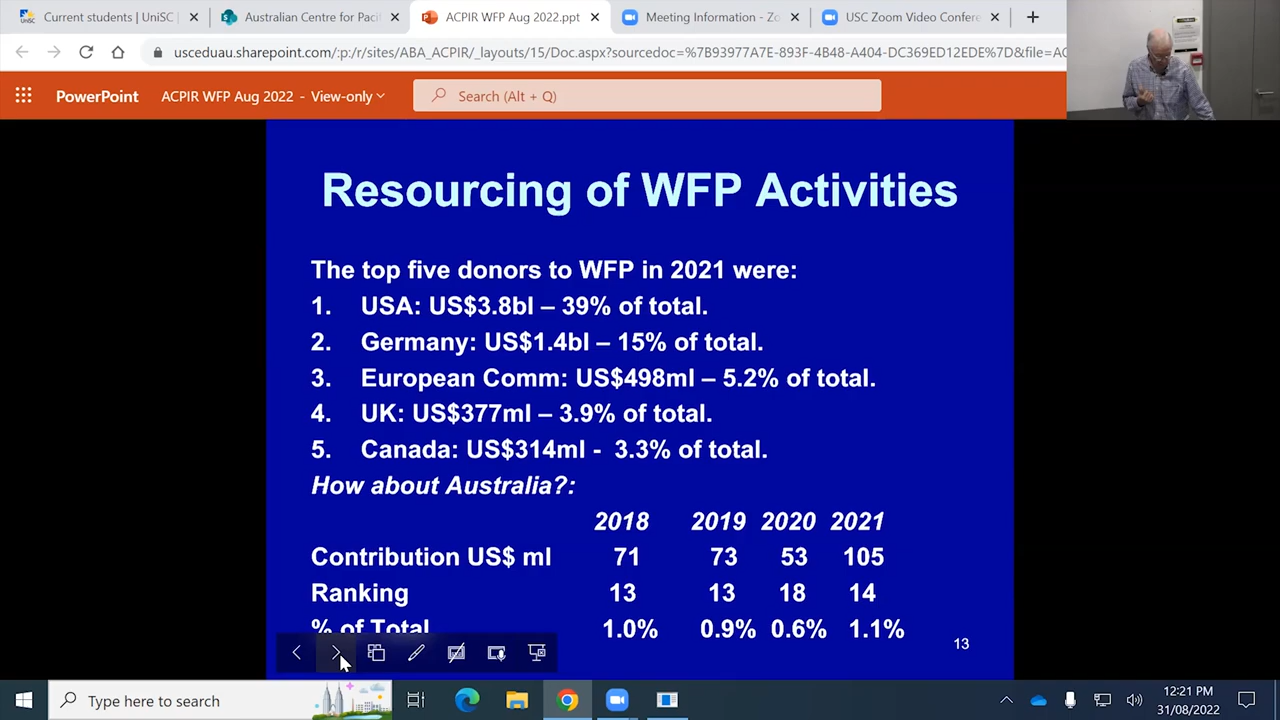 Current students | UniSC |
Australian Centre for Pacif
ACPIR WFP Aug 2022.ppt
Meeting Information - Zo
USC Zoom Video Confere
usceduau.sharepoint.com/:p:/r/sites/ABA_ACPIR/_layouts/15/Doc.aspx?sourcedoc=%7B93977A7E-893F-4B48-A404-DC369ED12EDE%7D&file=AC
PowerPoint
ACPIR WFP Aug 2022 - View-only
Search (Alt + Q)
Resourcing of WFP Activities
The top five donors to WFP in 2021 were:
1. USA: US$3.8bl – 39% of total.
2. Germany: US$1.4bl – 15% of total.
3. European Comm: US$498ml – 5.2% of total.
4. UK: US$377ml – 3.9% of total.
5. Canada: US$314ml - 3.3% of total.
How about Australia?:
2018 2019 2020 2021
Contribution US$ ml 71 73 53 105
Ranking 13 13 18 14
% of Total 1.0% 0.9% 0.6% 1.1%
13
Type here to search
12:21 PM
31/08/2022